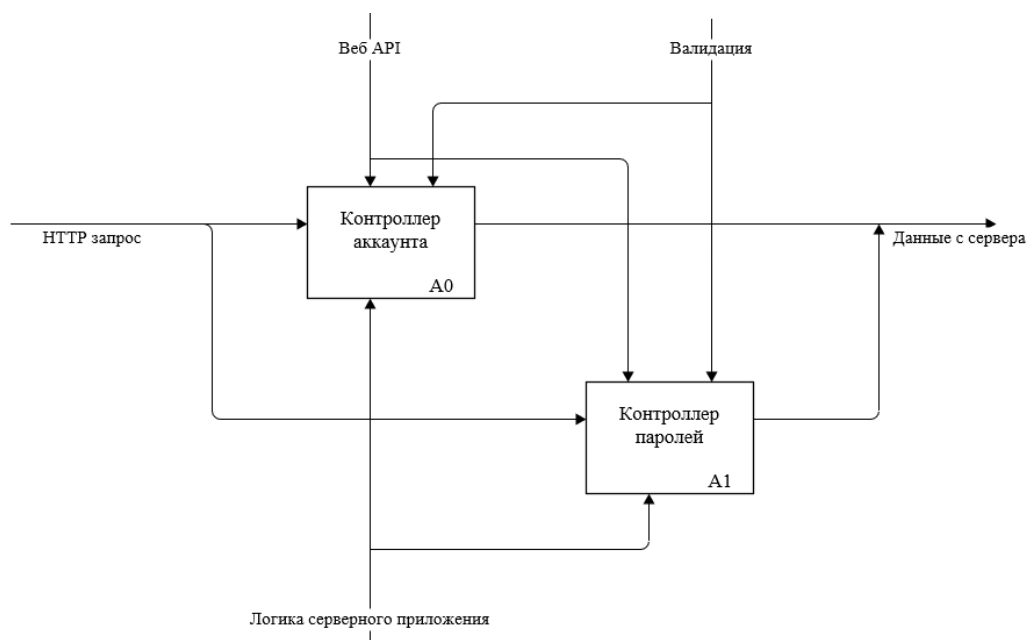 Веб API
Валидация
Контроллер
аккаунта
A0
HTTP запрос
Данные с сервера
Контроллер
паролей
A1
Логика серверного приложения